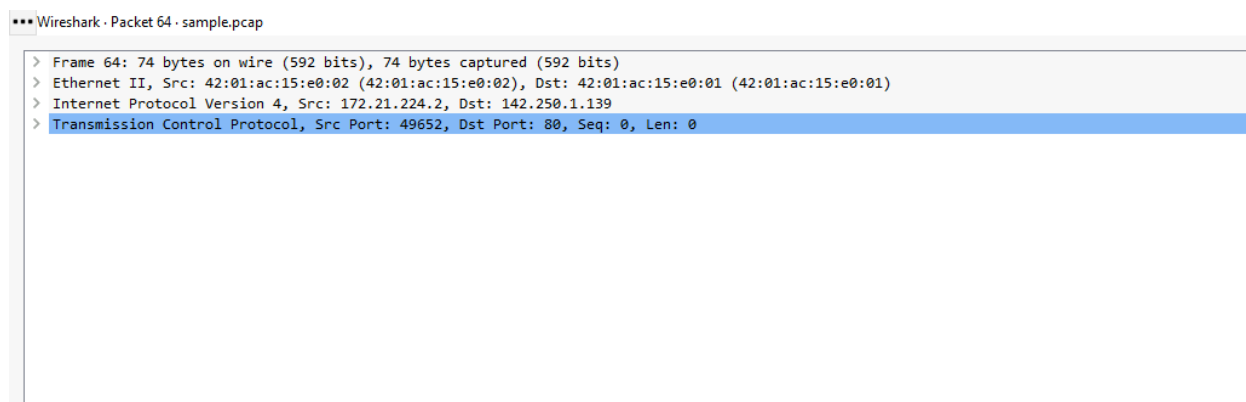 ••• Wireshark · Packet 64 · sample.pcap
> Frame 64: 74 bytes on wire (592 bits), 74 bytes captured (592 bits)
> Ethernet II, Src: 42:01:ac:15:e0:02 (42:01:ac:15:e0:02), Dst: 42:01:ac:15:e0:01 (42:01:ac:15:e0:01)
> Internet Protocol Version 4, Src: 172.21.224.2, Dst: 142.250.1.139
> Transmission Control Protocol, Src Port: 49652, Dst Port: 80, Seq: 0, Len: 0